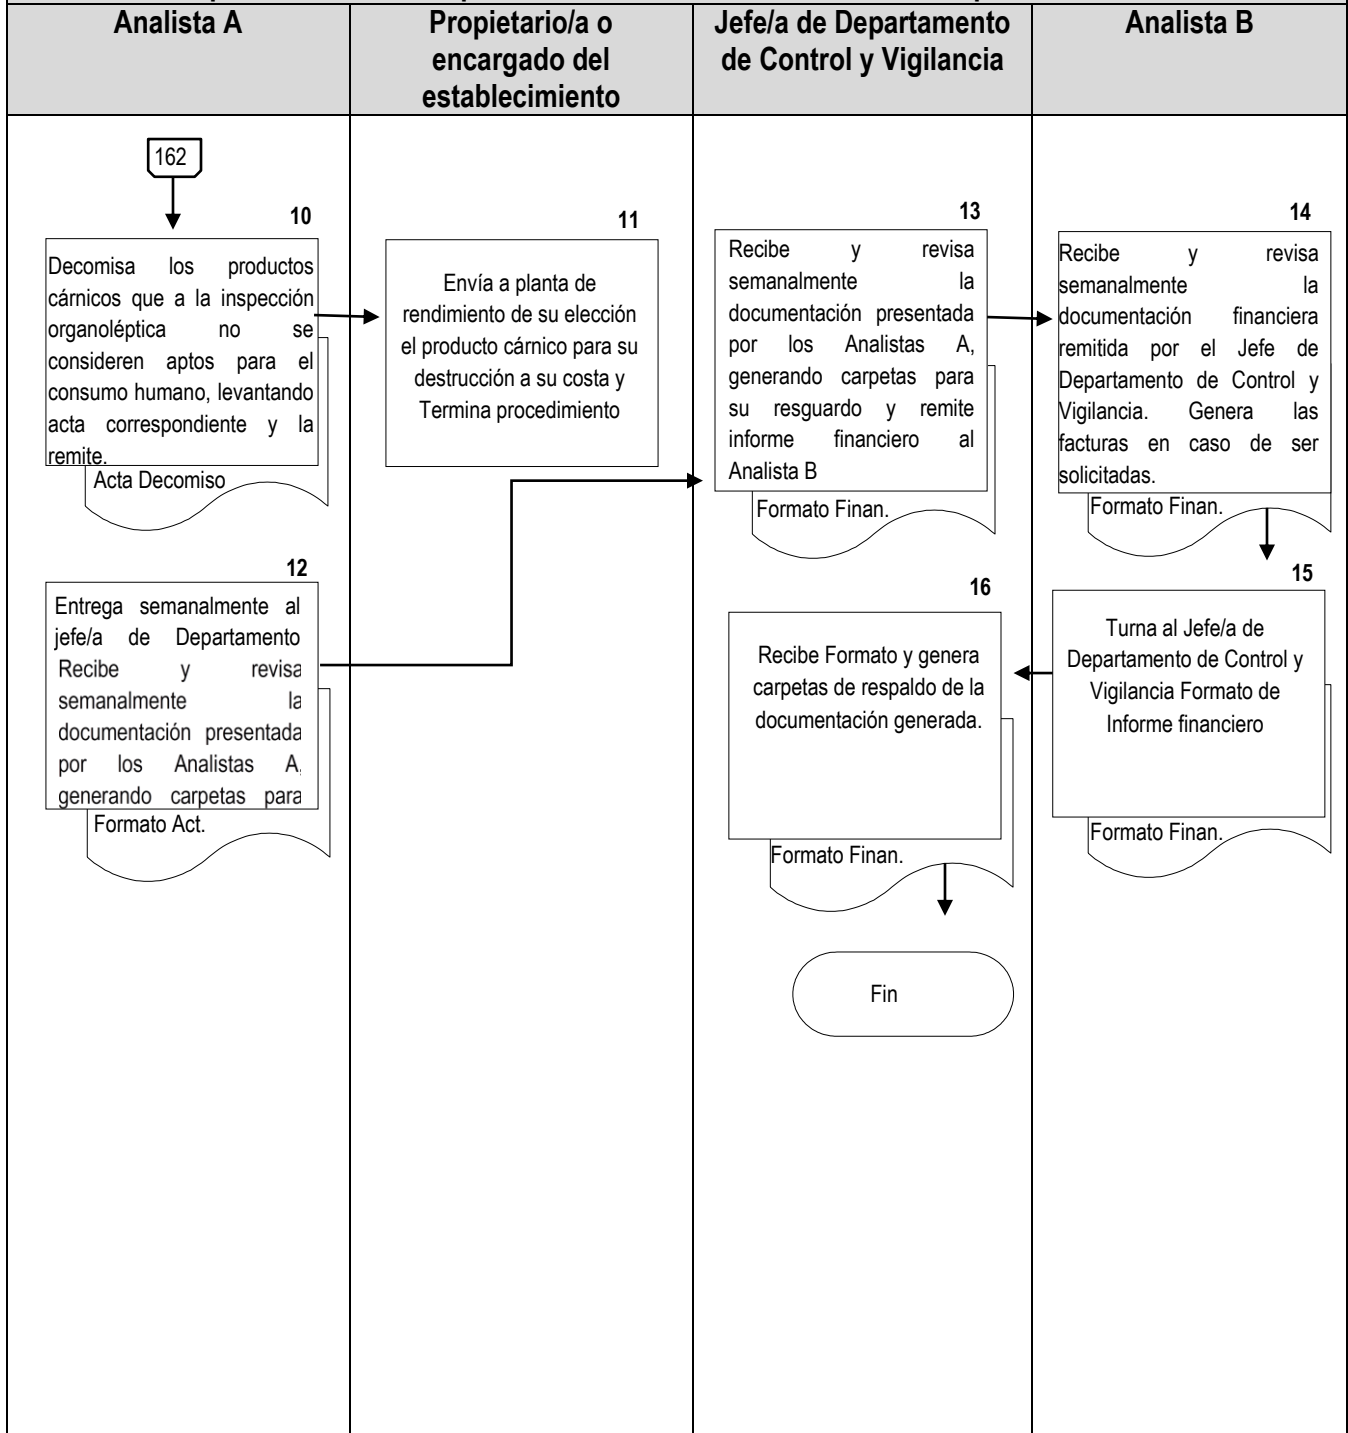 Analista A
Propietario/a o
encargado del
establecimiento
Jefe/a de Departamento
de Control y Vigilancia
Analista B
162
10
Decomisa los productos
cárnicos que a la inspección
organoléptica no se
consideren aptos para el
consumo humano, levantando
acta correspondiente y la
remite.
Acta Decomiso
11
Envía a planta de
rendimiento de su elección
el producto cárnico para su
destrucción a su costa y
Termina procedimiento
12
Entrega semanalmente al
jefe/a de Departamento
Recibe y revisa
semanalmente la
documentación presentada
por los Analistas A,
generando carpetas para
Formato Act.
13
Recibe y revisa
semanalmente la
documentación presentada
por los Analistas A,
generando carpetas para
su resguardo y remite
informe financiero al
Analista B
Formato Finan.
14
Recibe y revisa
semanalmente la
documentación financiera
remitida por el Jefe de
Departamento de Control y
Vigilancia. Genera las
facturas en caso de ser
solicitadas.
Formato Finan.
15
Turna al Jefe/a de
Departamento de Control y
Vigilancia Formato de
Informe financiero
Formato Finan.
16
Recibe Formato y genera
carpetas de respaldo de la
documentación generada.
Formato Finan.
Fin